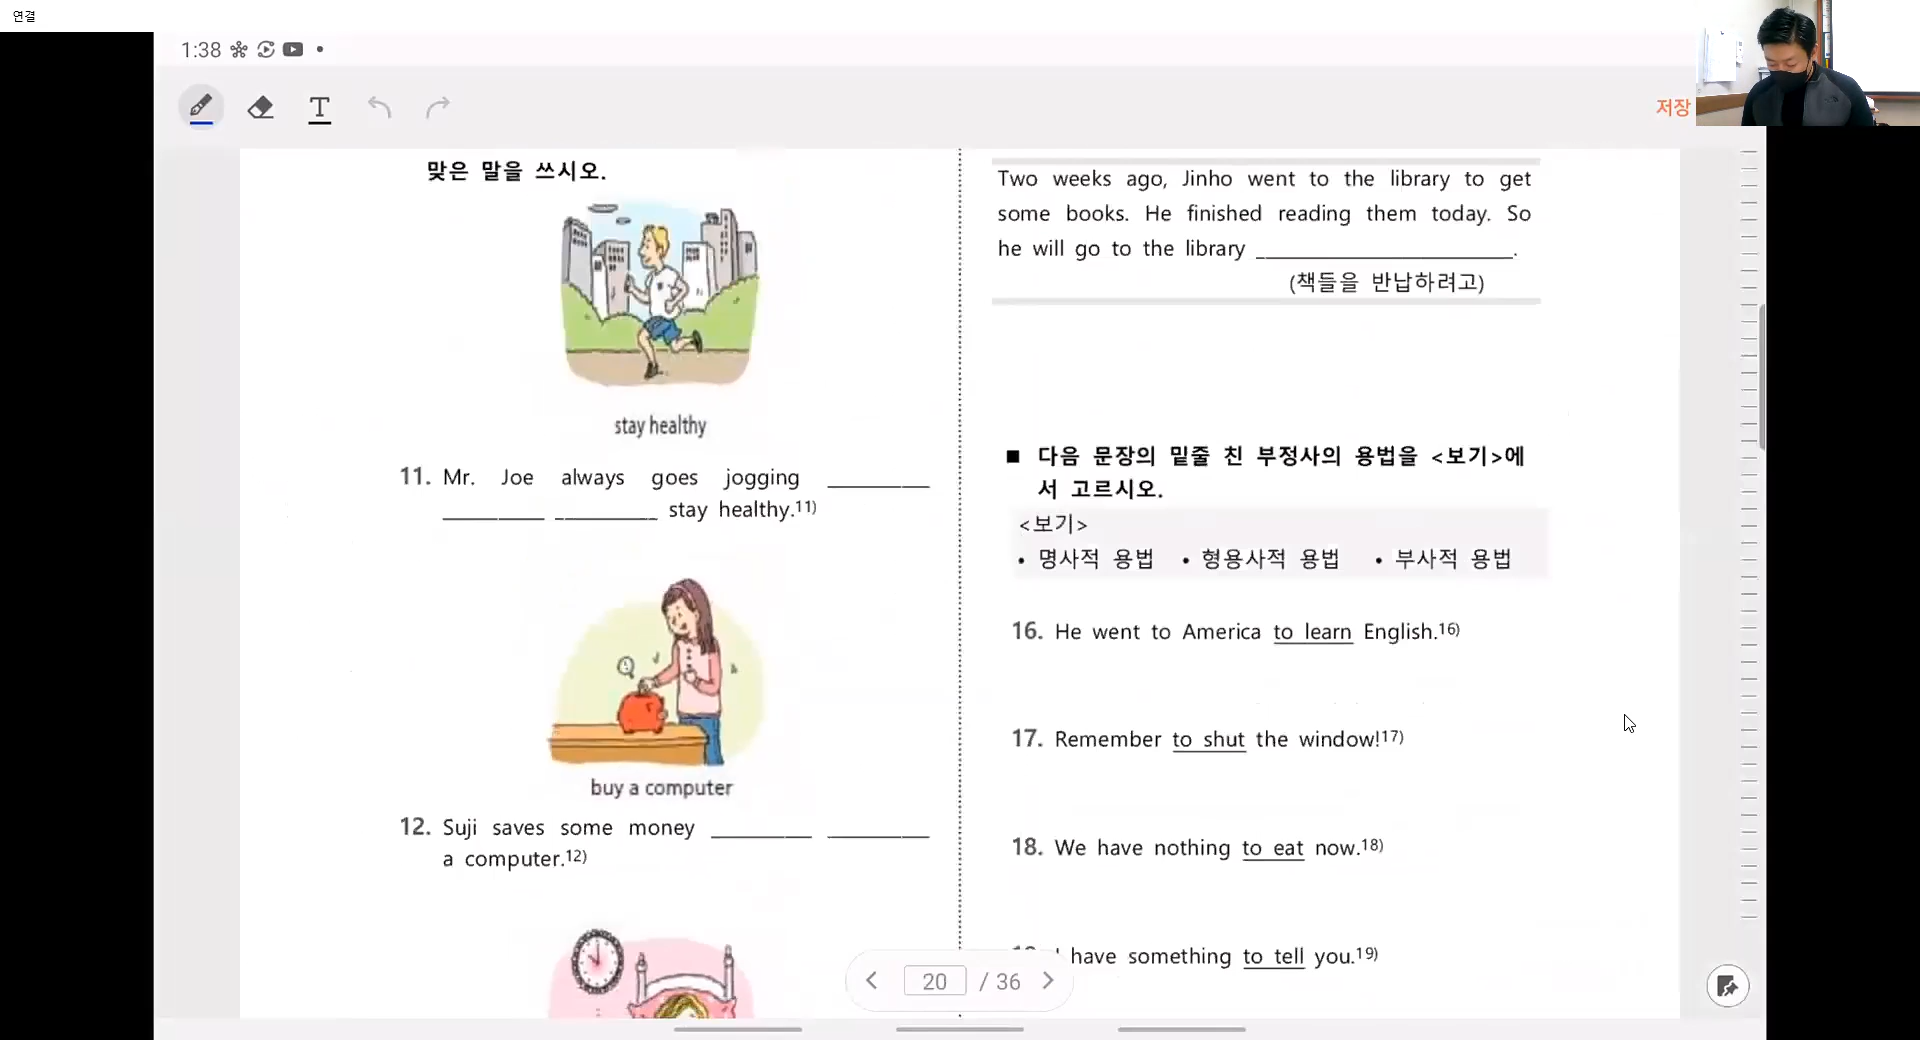 연결
1:38
T
저장
맞은 말을 쓰시오.
stay healthy
11. Mr. Joe always goes jogging ________
________ ________ stay healthy.11)
buy a computer
12. Suji saves some money ________ ________
a computer.12)
Two weeks ago, Jinho went to the library to get
some books. He finished reading them today. So
he will go to the library ____________________.
(책들을 반납하려고)
■ 다음 문장의 밑줄 친 부정사의 용법을 <보기>에
서 고르시오.
<보기>
• 명사적 용법 • 형용사적 용법 • 부사적 용법
16. He went to America to learn English.16)
17. Remember to shut the window!17)
18. We have nothing to eat now.18)
have something to tell you.19)
20 / 36